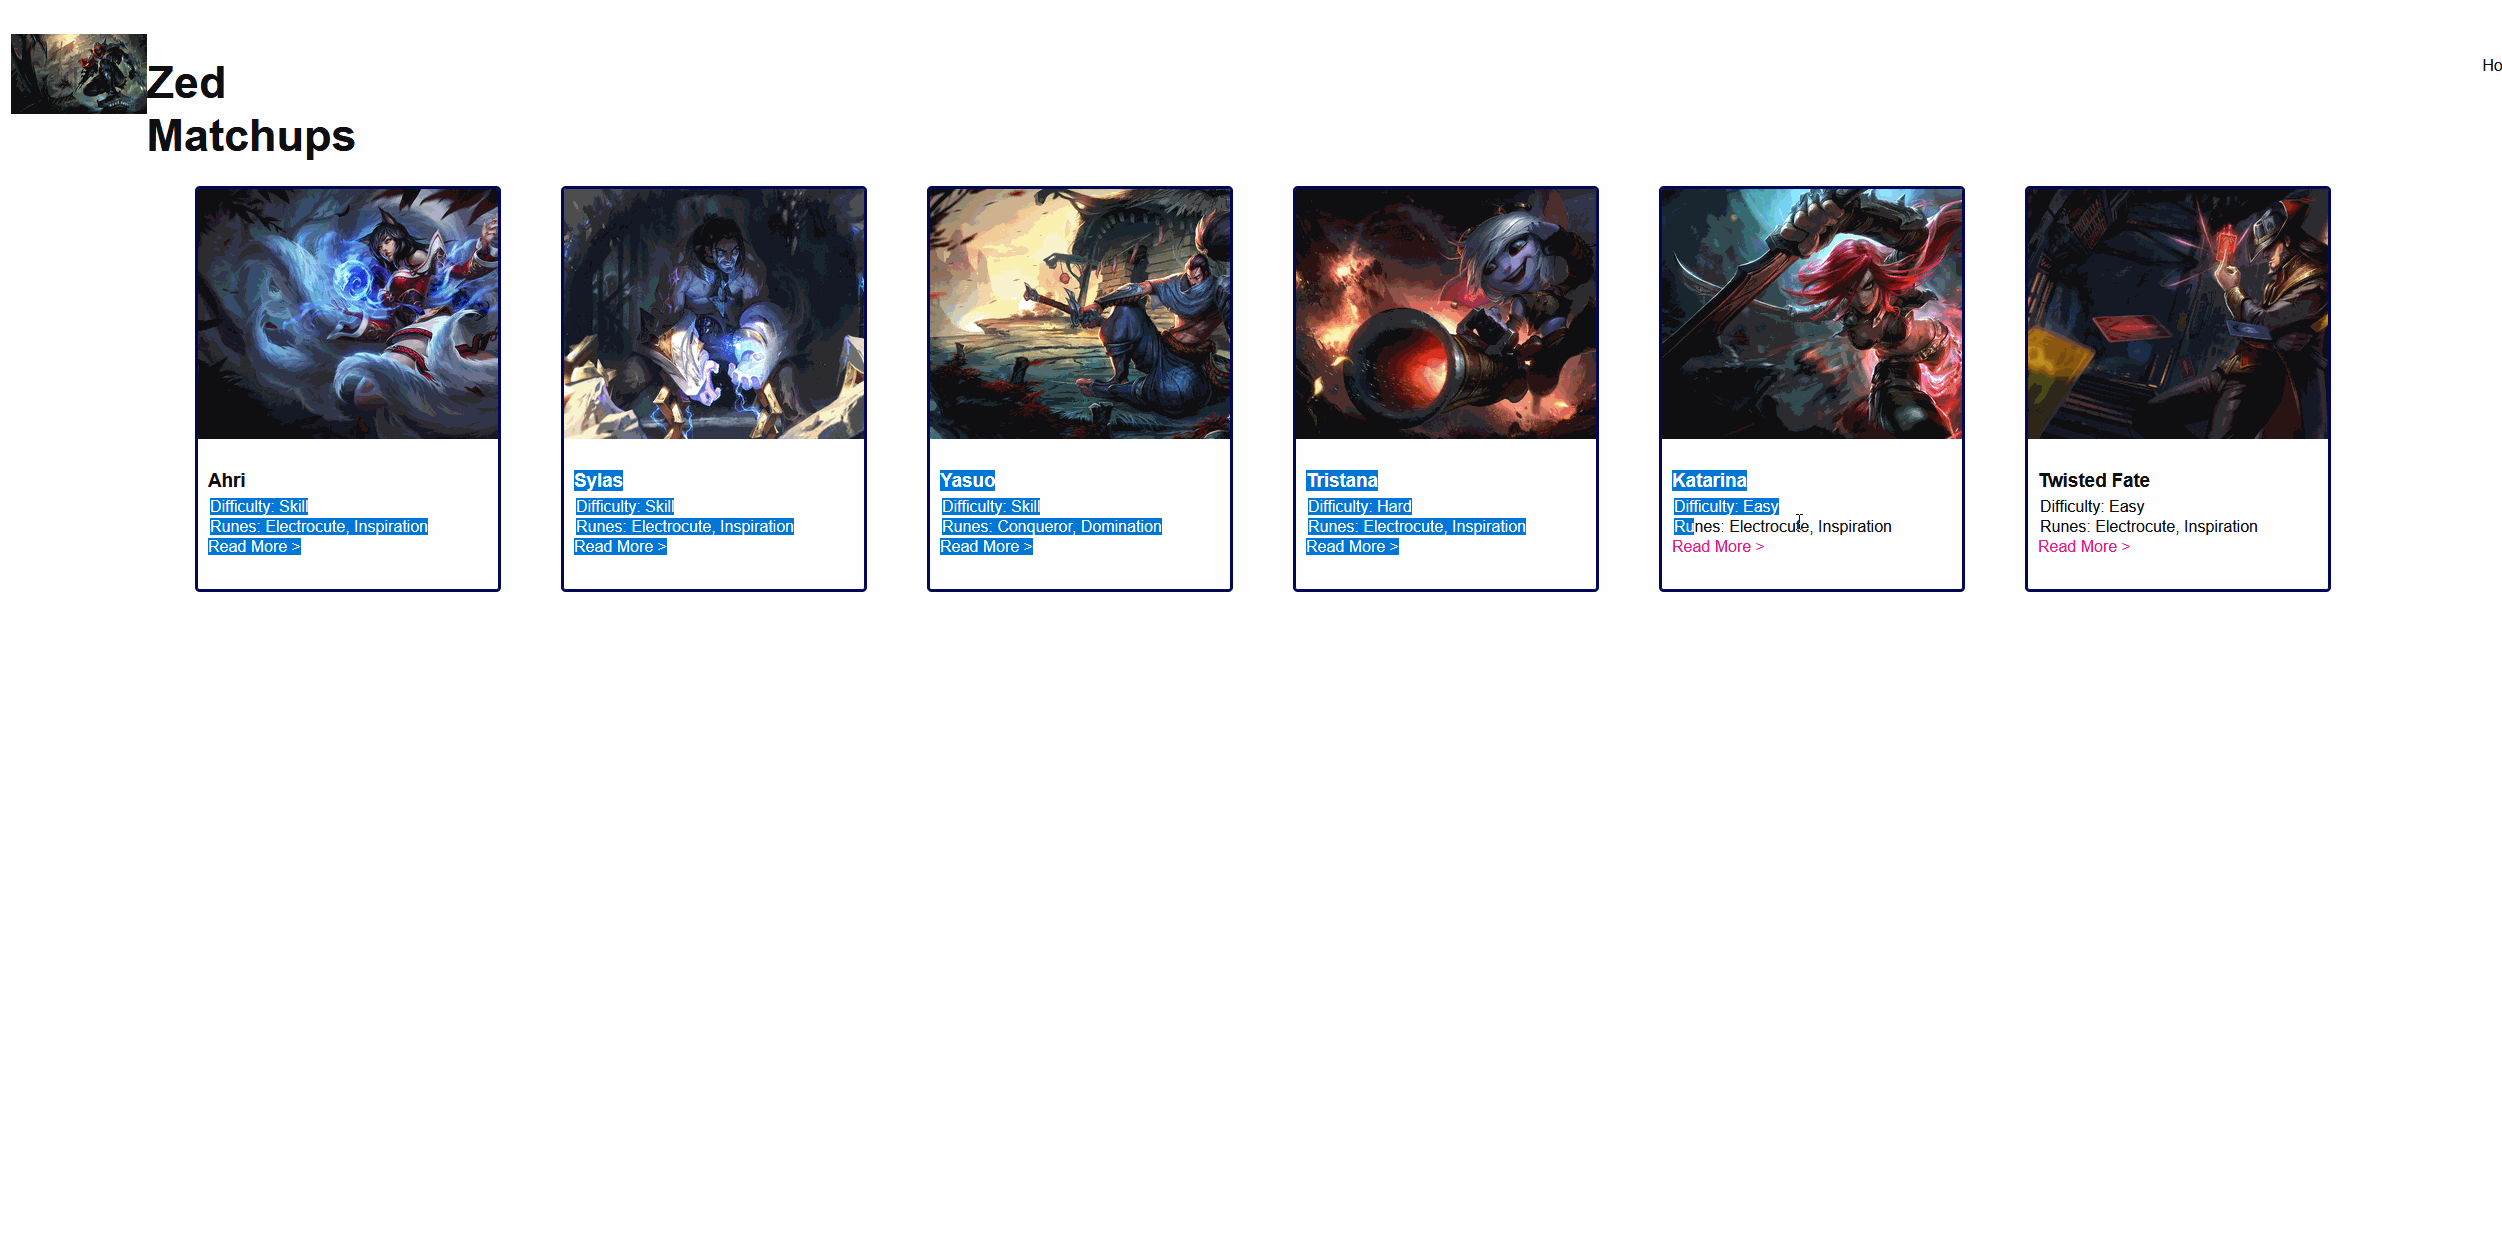 Zed
Matchups
Ho
Ahri
Difficulty: Skill
Runes: Electrocute, Inspiration
Read More >
Sylas
Difficulty: Skill
Runes: Electrocute, Inspiration
Read More >
Yasuo
Difficulty: Skill
Runes: Conqueror, Domination
Read More >
Tristana
Difficulty: Hard
Runes: Electrocute, Inspiration
Read More >
Katarina
Difficulty: Easy
Runes: Electrocute, Inspiration
Read More >
Twisted Fate
Difficulty: Easy
Runes: Electrocute, Inspiration
Read More >